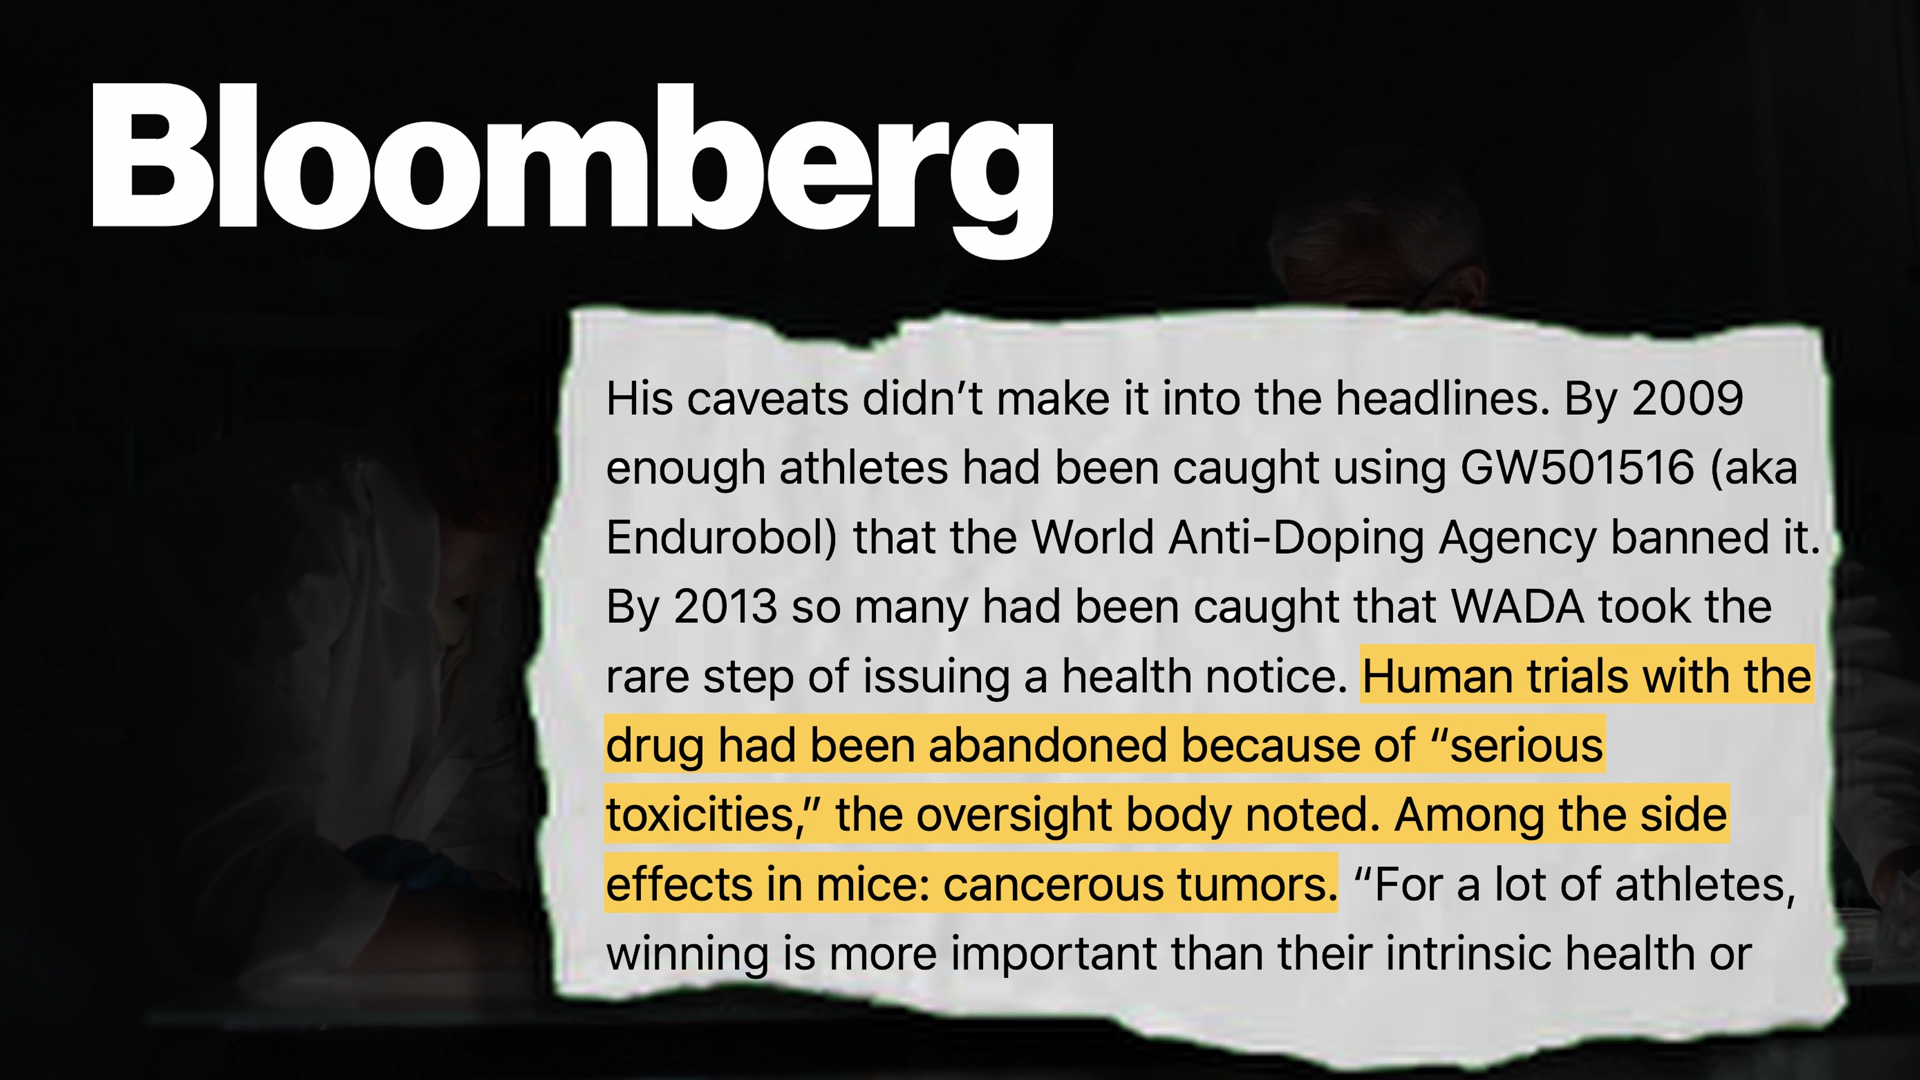 Bloomberg
His caveats didn’t make it into the headlines. By 2009
enough athletes had been caught using GW501516 (aka
Endurobol) that the World Anti-Doping Agency banned it.
By 2013 so many had been caught that WADA took the
rare step of issuing a health notice. Human trials with the
drug had been abandoned because of “serious
toxicities,” the oversight body noted. Among the side
effects in mice: cancerous tumors. “For a lot of athletes,
winning is more important than their intrinsic health or